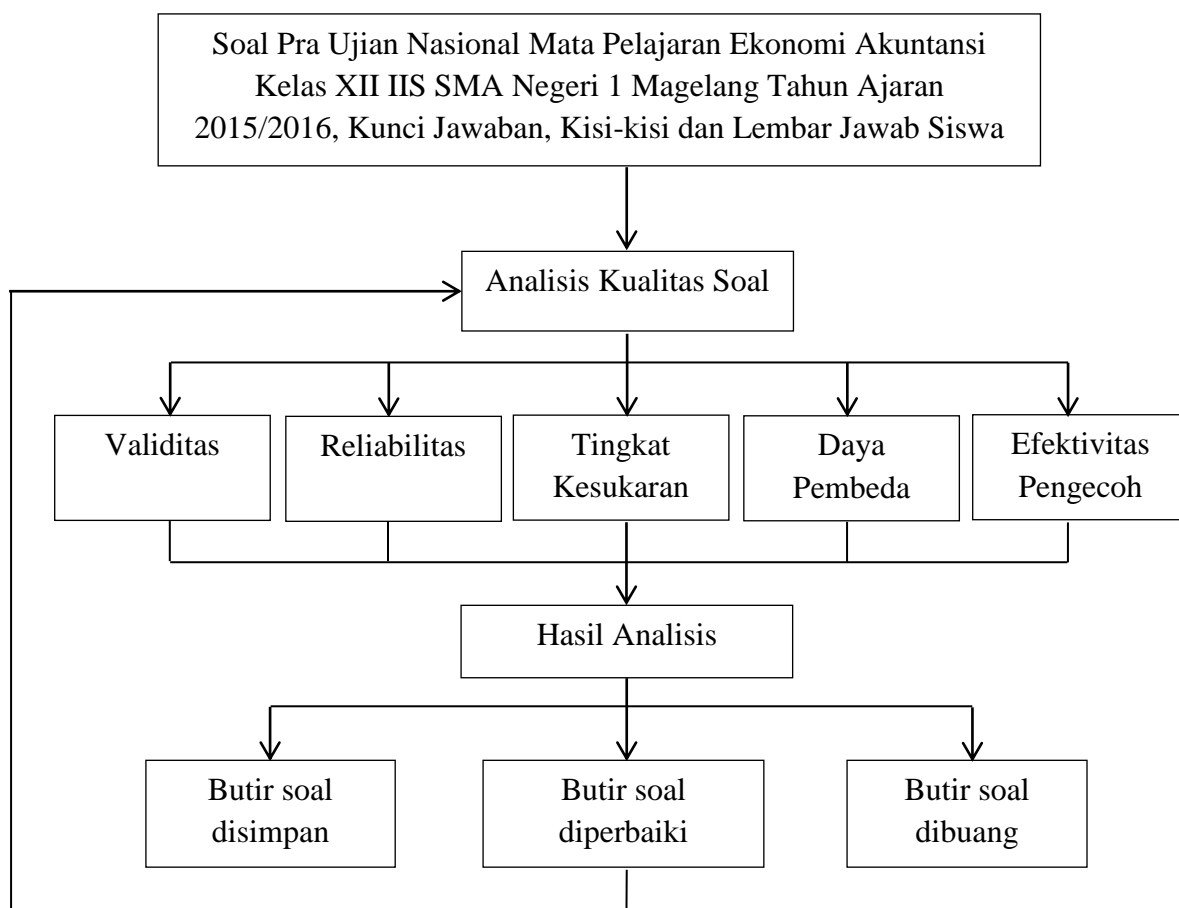 Soal Pra Ujian Nasional Mata Pelajaran Ekonomi Akuntansi
Kelas XII IIS SMA Negeri 1 Magelang Tahun Ajaran
2015/2016, Kunci Jawaban, Kisi-kisi dan Lembar Jawab Siswa
Analisis Kualitas Soal
Validitas
Reliabilitas
Tingkat
Kesukaran
Daya
Pembeda
Efektivitas
Pengecoh
Hasil Analisis
Butir soal
disimpan
Butir soal
diperbaiki
Butir soal
dibuang